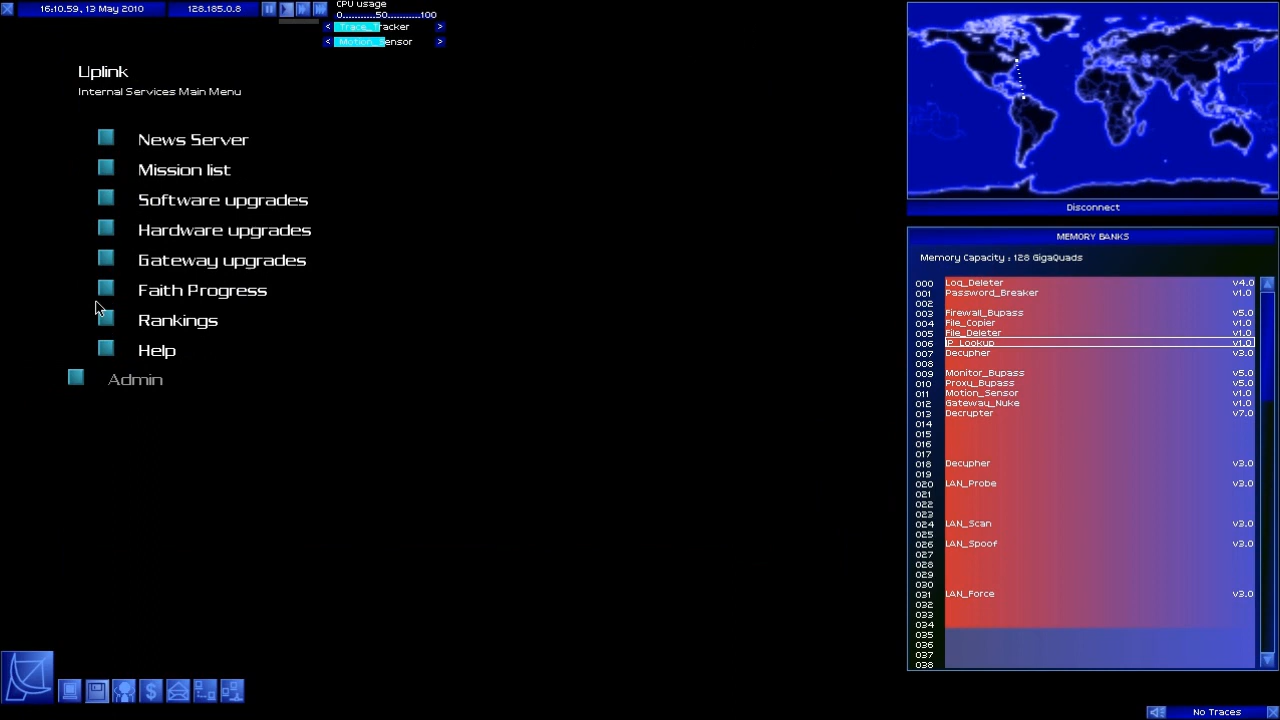 16:10.59, 13 May 2010
128.185.0.8
CPU usage
0..........50..........100
< Trace_Tracker >
< Motion_Sensor >
Uplink
Internal Services Main Menu
News Server
Mission list
Software upgrades
Hardware upgrades
Gateway upgrades
Faith Progress
Rankings
Help
Admin
Disconnect
MEMORY BANKS
Memory Capacity : 128 GigaQuads
000 Log_Deleter v4.0
001 Password_Breaker v1.0
002
003 Firewall_Bypass v5.0
004 File_Copier v1.0
005 File_Deleter v1.0
006 IP_Lookup v1.0
007 Decypher v3.0
008
009 Monitor_Bypass v5.0
010 Proxy_Bypass v5.0
011 Motion_Sensor v1.0
012 Gateway_Nuke v1.0
013 Decrypter v7.0
014
015
016
017
018 Decypher v3.0
019
020 LAN_Probe v3.0
021
022
023
024 LAN_Scan v3.0
025
026 LAN_Spoof v3.0
027
028
029
030
031 LAN_Force v3.0
032
033
034
035
036
037
038
$
No Traces